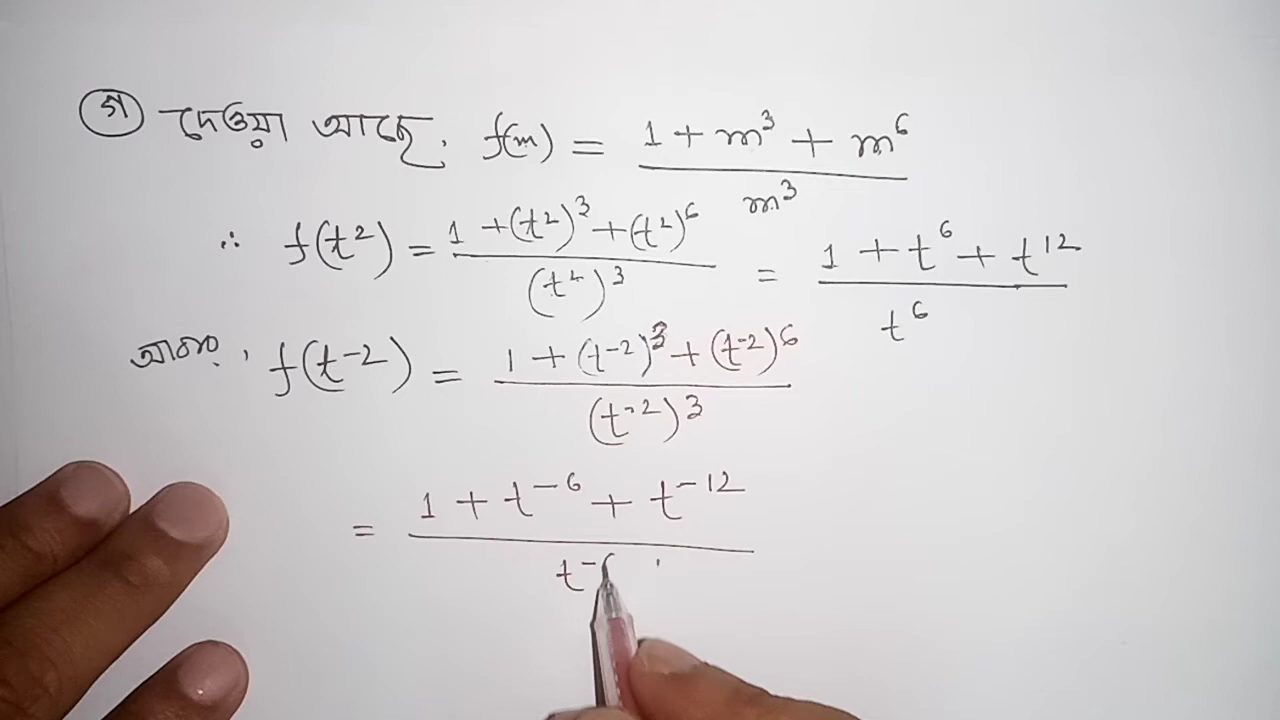 গ দেওয়া আছে, f(m) = (1 + m³ + m⁶) / m³
∴ f(t²) = (1 + (t²)³ + (t²)⁶) / (t²)³ = (1 + t⁶ + t¹²) / t⁶
আবার, f(t⁻²) = (1 + (t⁻²)³ + (t⁻²)⁶) / (t⁻²)³
= (1 + t⁻⁶ + t⁻¹²) / t⁻⁶